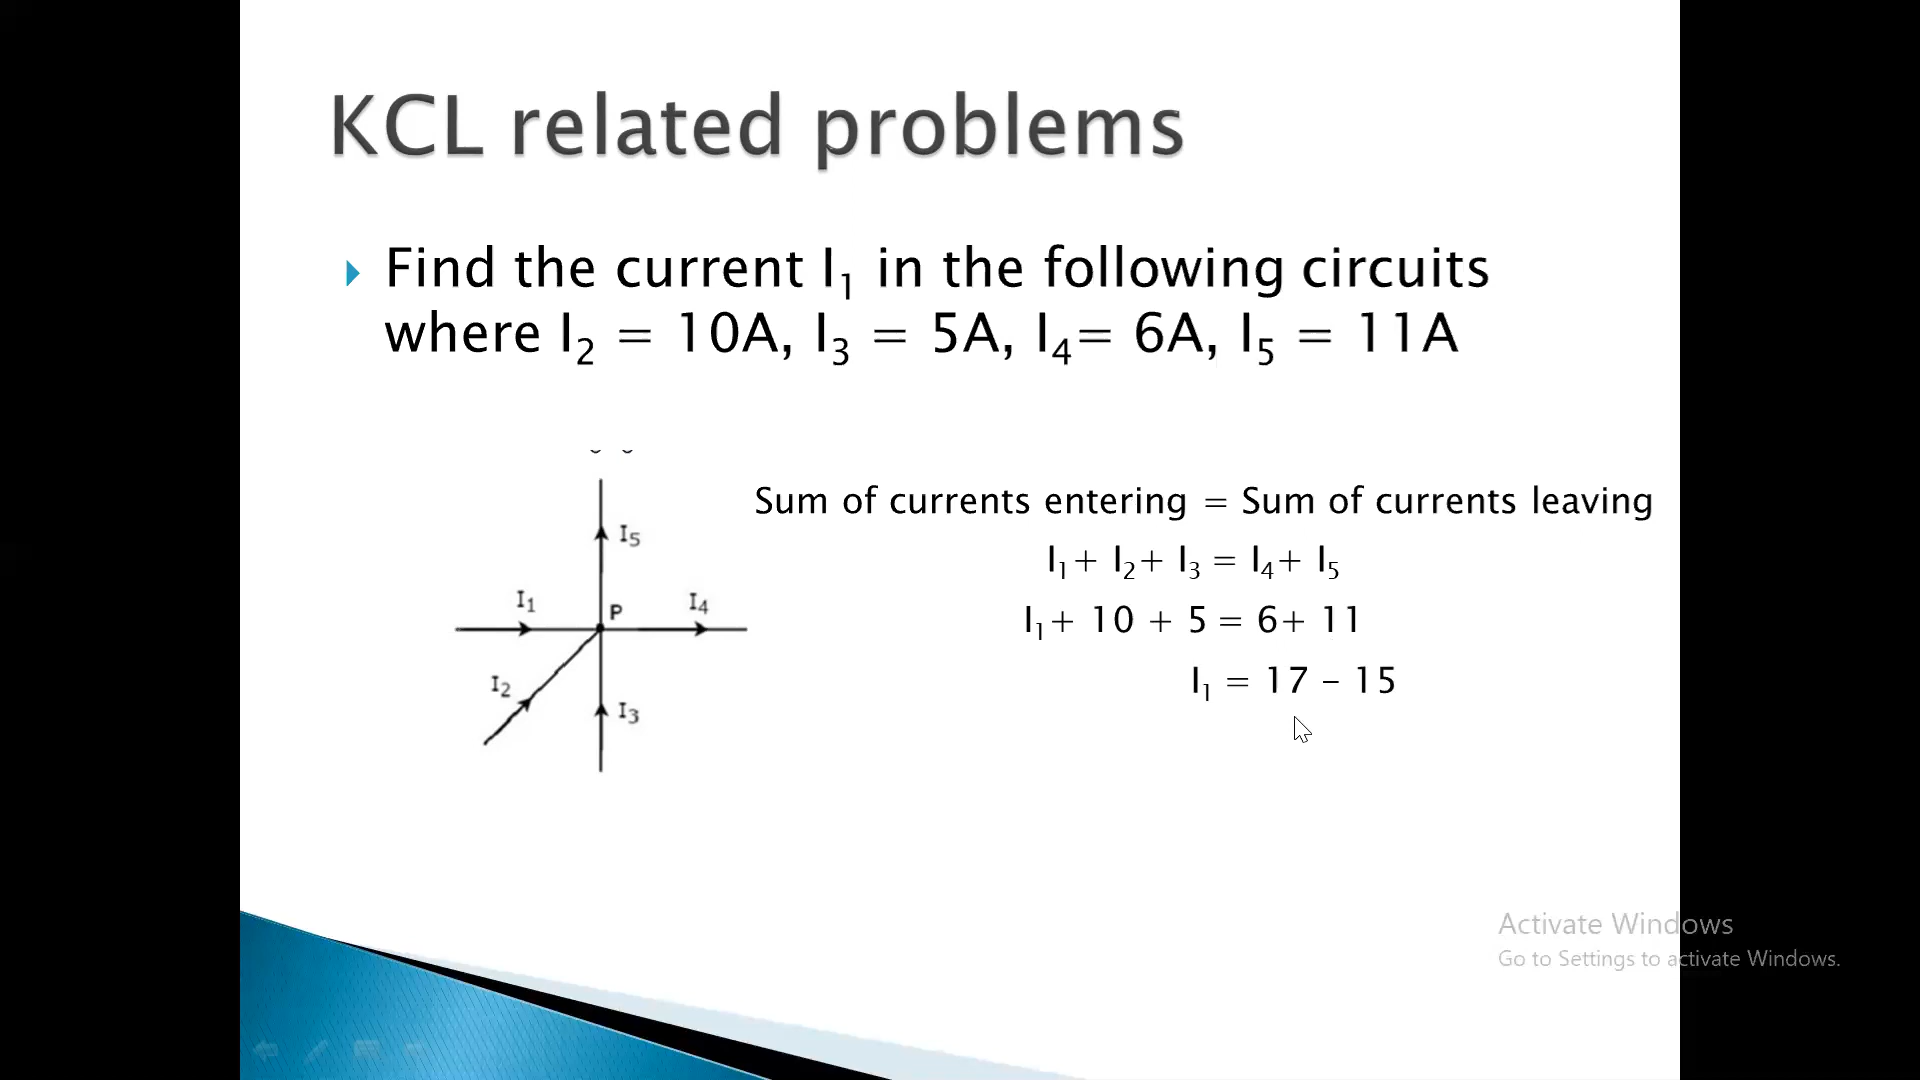 KCL related problems
Find the current I₁ in the following circuits
where I₂ = 10A, I₃ = 5A, I₄= 6A, I₅ = 11A
Sum of currents entering = Sum of currents leaving
I₁+ I₂+ I₃ = I₄+ I₅
I₁+ 10 + 5 = 6+ 11
I₁ = 17 – 15
I₅
I₁
P
I₄
I₂
I₃
Activate Windows
Go to Settings to activate Windows.